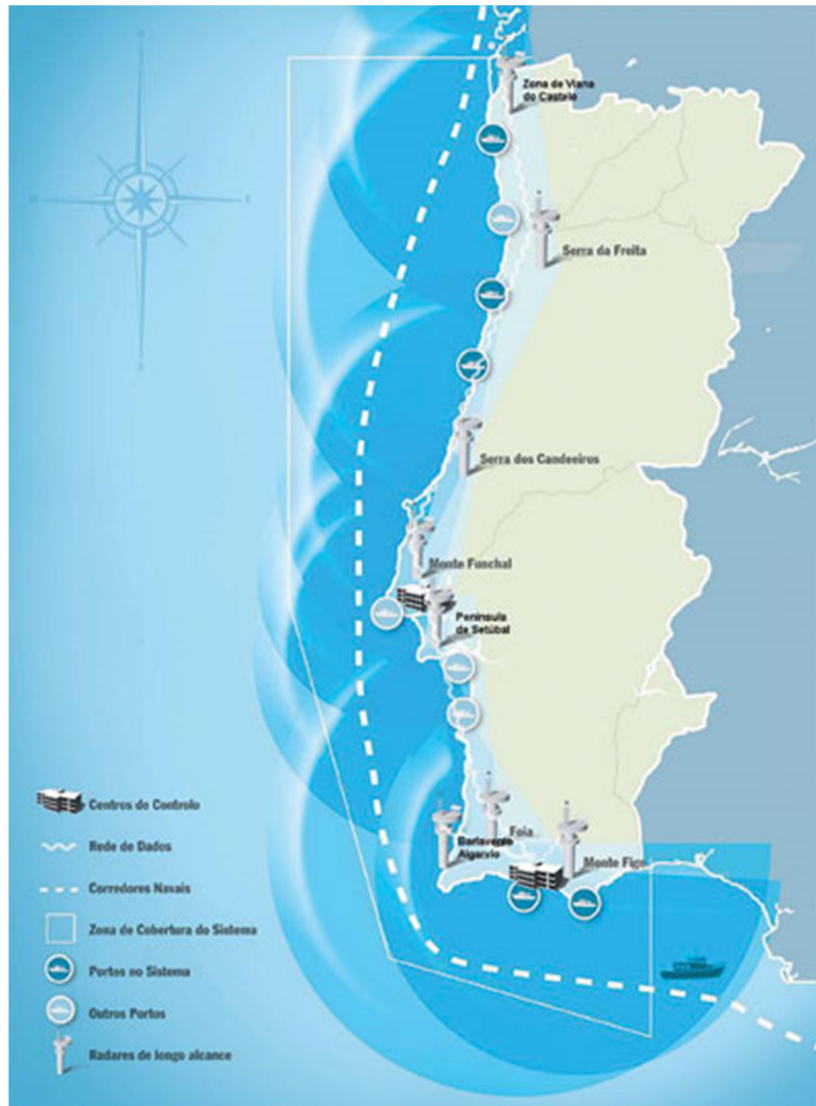 Zona de Viana
do Castelo
Serra da Freita
Serra dos Candeeiros
Monte Funchal
Península
de Setúbal
Foia
Barlavento
Algarvio
Monte Figo
Centros de Controlo
Rede de Dados
Corredores Navais
Zona de Cobertura do Sistema
Portos no Sistema
Outros Portos
Radares de longo alcance